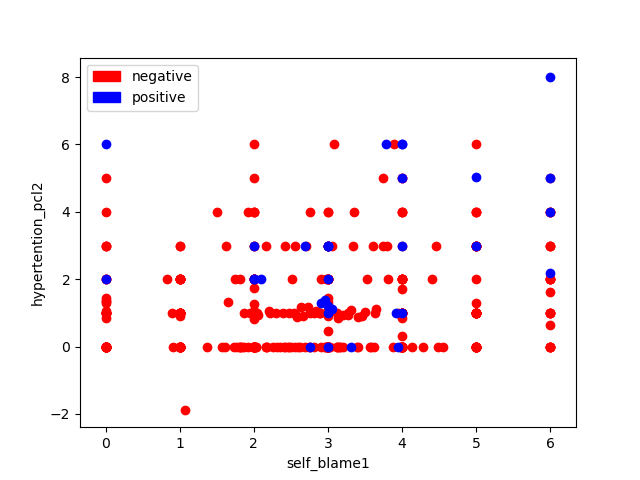 negative
positive
8
6
4
2
0
−2
hypertention_pcl2
0 1 2 3 4 5 6
self_blame1